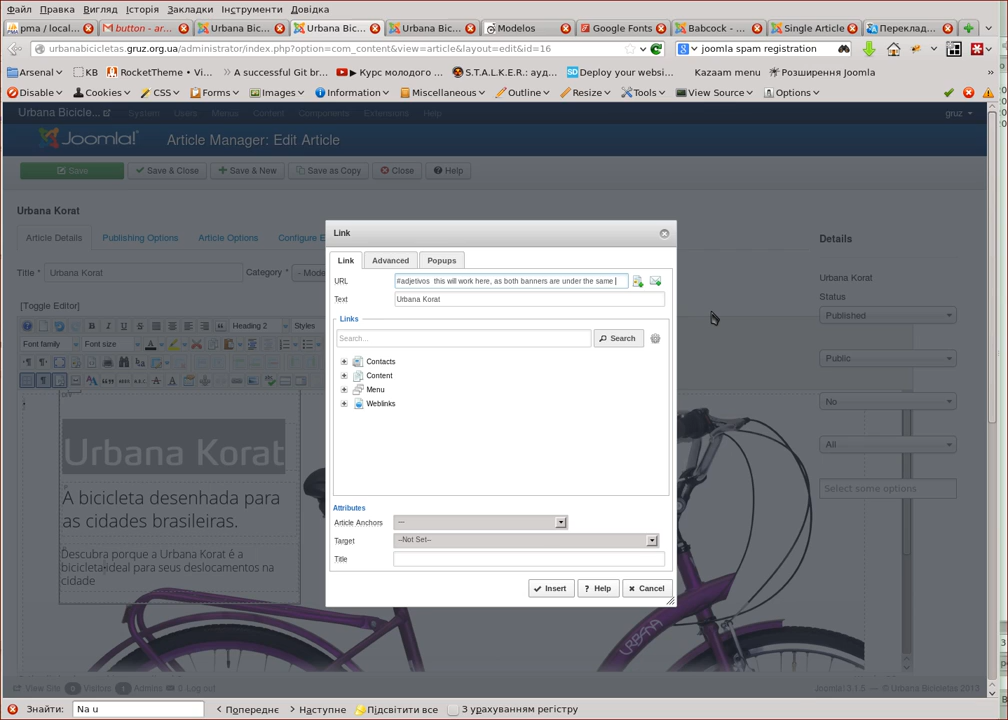 Файл Правка Вигляд Історія Закладки Інструменти Довідка
pma / local... button - ar... Urbana Bic... Urbana Bic... Urbana Bic... Modelos Google Fonts Babcock - ... Single Article Переклад...
urbanabicicletas.gruz.org.ua/administrator/index.php?option=com_content&view=article&layout=edit&id=16 joomla spam registration
Arsenal КВ RocketTheme • Vi... A successful Git br... Курс молодого ... S.T.A.L.K.E.R.: ауд... Deploy your websi... Kazaam menu Розширення Joomla »
Disable Cookies CSS Forms Images Information Miscellaneous Outline Resize Tools View Source Options
Urbana Bicicle... System Users Menus Content Components Extensions Help gruz
Joomla! Article Manager: Edit Article
Save Save & Close Save & New Save as Copy Close Help
Urbana Korat
Article Details Publishing Options Article Options Configure E
Details
Title * Urbana Korat Category * - Mode
Urbana Korat
Status
[Toggle Editor]
Published
Heading 2 Styles
Font family Font size
Public
No
All
Select some options
Urbana Korat
A bicicleta desenhada para
as cidades brasileiras.
Descubra porque a Urbana Korat é a
bicicleta ideal para seus deslocamentos na
cidade
URBANA
Link
Link Advanced Popups
URL #adjetivos this will work here, as both banners are under the same
Text Urbana Korat
Links
Search... Search
Contacts
Content
Menu
Weblinks
Attributes
Article Anchors ---
Target --Not Set--
Title
Insert Help Cancel
View Site 0 Visitors 1 Admins 0 Log out Joomla! 3.1.5 — © Urbana Bicicletas 2013
Знайти: Na u Попереднє Наступне Підсвітити все З урахуванням регістру